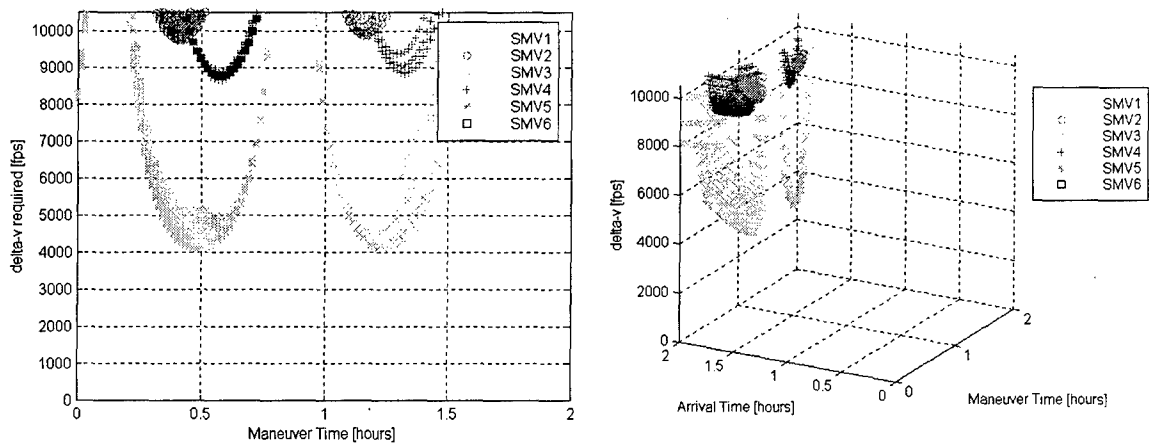 10000
9000
8000
7000
6000
5000
4000
3000
2000
1000
0
delta-v required [fps]
0
0.5
1
1.5
2
Maneuver Time [hours]
SMV1
SMV2
SMV3
SMV4
SMV5
SMV6
10000
8000
6000
4000
2000
0
delta-v [fps]
2
1.5
1
0.5
0
Arrival Time [hours]
0
1
2
Maneuver Time [hours]
SMV1
SMV2
SMV3
SMV4
SMV5
SMV6